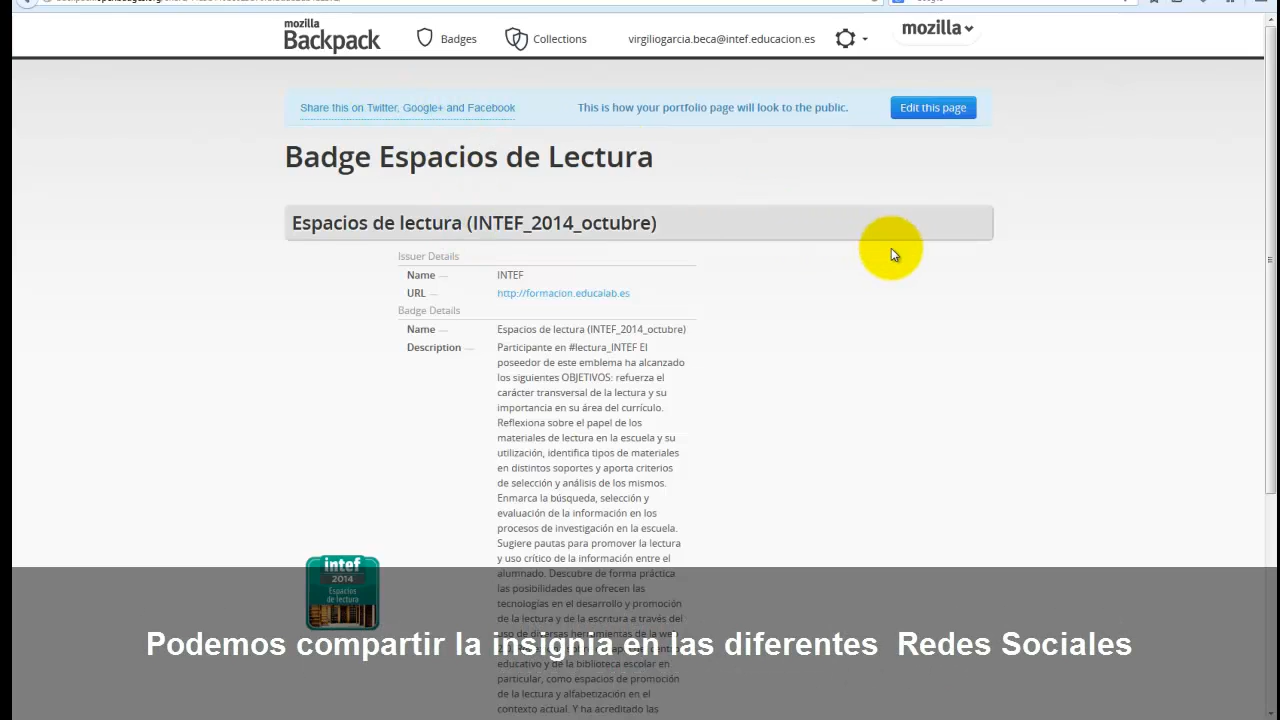 mozilla
Backpack
Badges
Collections
virgiliogarcia.beca@intef.educacion.es
mozilla
Share this on Twitter, Google+ and Facebook
This is how your portfolio page will look to the public.
Edit this page
Badge Espacios de Lectura
Espacios de lectura (INTEF_2014_octubre)
Issuer Details
Name — INTEF
URL — http://formacion.educalab.es
Badge Details
Name — Espacios de lectura (INTEF_2014_octubre)
Description — Participante en #lectura_INTEF El
poseedor de este emblema ha alcanzado
los siguientes OBJETIVOS: refuerza el
carácter transversal de la lectura y su
importancia en su área del currículo.
Reflexiona sobre el papel de los
materiales de lectura en la escuela y su
utilización, identifica tipos de materiales
en distintos soportes y aporta criterios
de selección y análisis de los mismos.
Enmarca la búsqueda, selección y
evaluación de la información en los
procesos de investigación en la escuela.
Sugiere pautas para promover la lectura
y uso crítico de la información entre el
alumnado. Descubre de forma práctica
las posibilidades que ofrecen las
tecnologías en el desarrollo y promoción
de la lectura y de la escritura a través del
uso de diversas herramientas de la web
educativo y de la biblioteca escolar en
particular, como espacios de promoción
de la lectura y alfabetización en el
contexto actual. Y ha acreditado las
intef
2014
Espacios
de lectura
Podemos compartir la insignia en las diferentes Redes Sociales